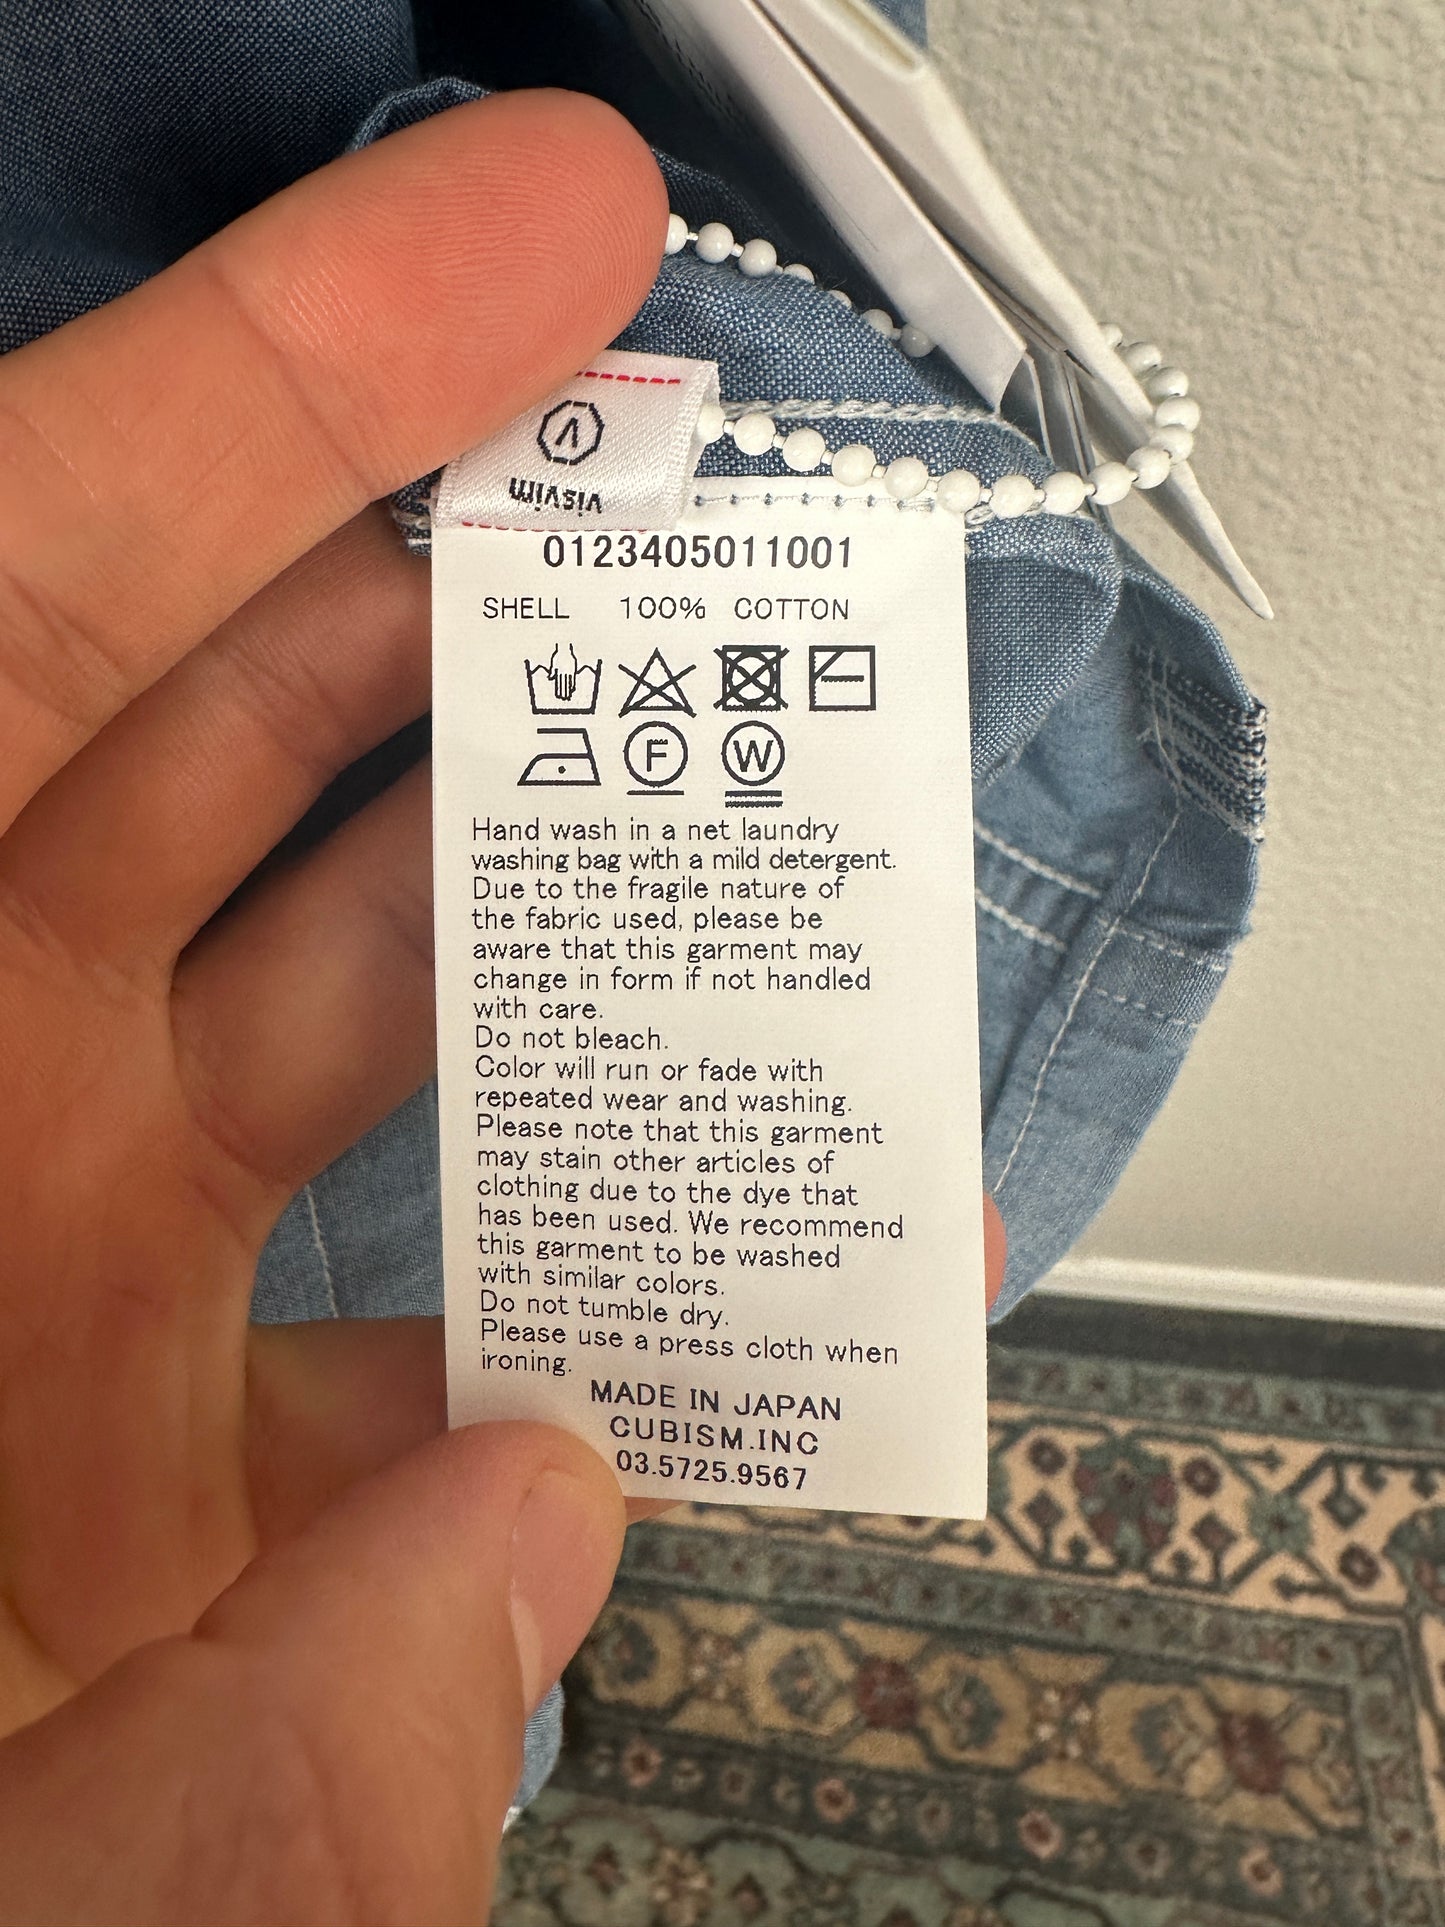 visvim
0123405011001
SHELL 100% COTTON
F W
Hand wash in a net laundry
washing bag with a mild detergent.
Due to the fragile nature of
the fabric used, please be
aware that this garment may
change in form if not handled
with care.
Do not bleach.
Color will run or fade with
repeated wear and washing.
Please note that this garment
may stain other articles of
clothing due to the dye that
has been used. We recommend
this garment to be washed
with similar colors.
Do not tumble dry.
Please use a press cloth when
ironing.
MADE IN JAPAN
CUBISM.INC
03.5725.9567